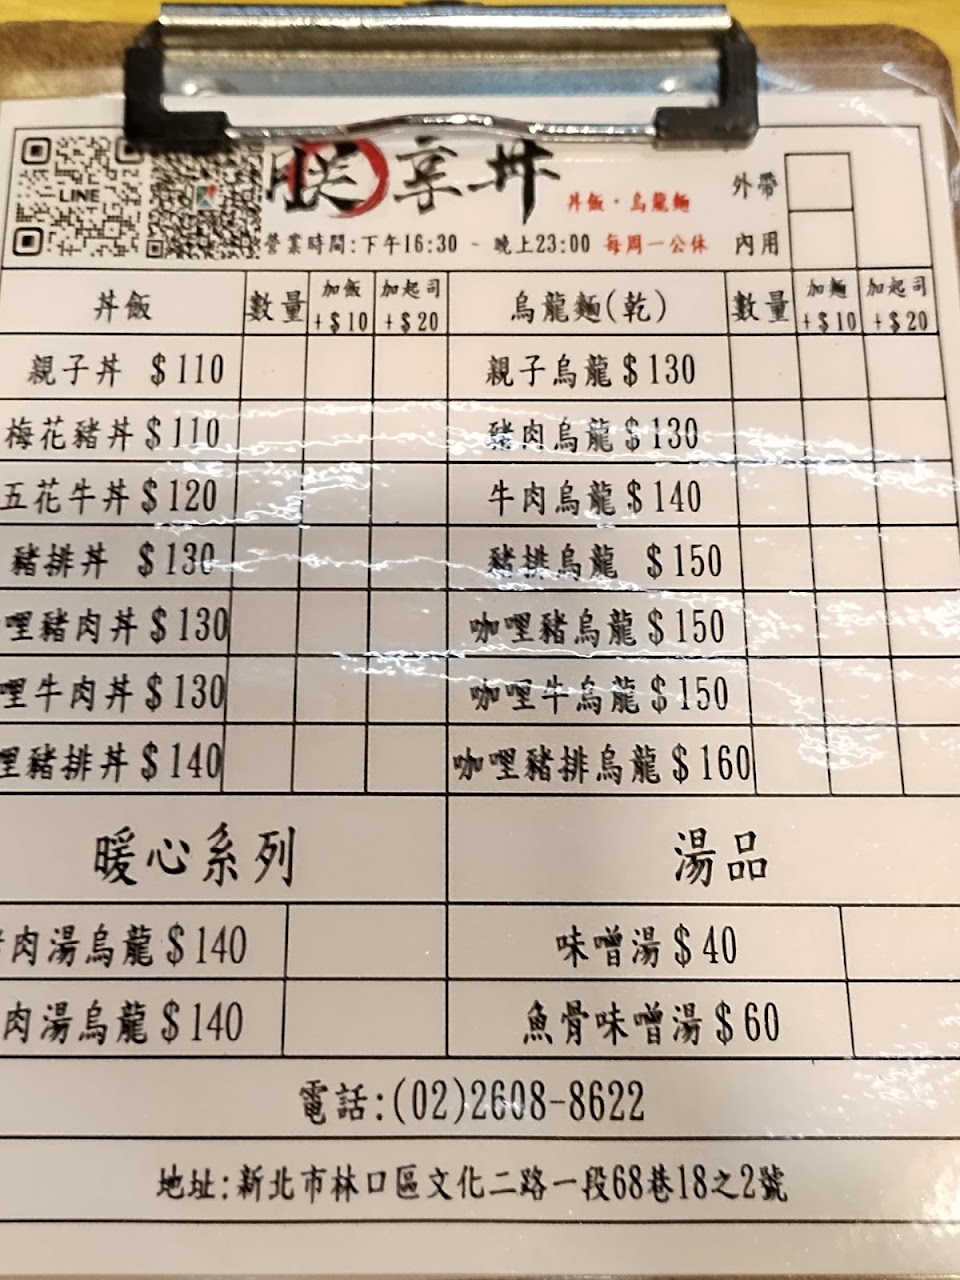 LINE
享丼
丼飯・烏龍麵
外帶
營業時間:下午16:30 ~ 晚上23:00 每周一公休
內用
丼飯 數量 加飯+$10 加起司+$20 烏龍麵(乾) 數量 加麵+$10 加起司+$20
親子丼 $110 親子烏龍$130
梅花豬丼$110 豬肉烏龍$130
五花牛丼$120 牛肉烏龍$140
豬排丼 $130 豬排烏龍 $150
哩豬肉丼$130 咖哩豬烏龍$150
哩牛肉丼$130 咖哩牛烏龍$150
哩豬排丼$140 咖哩豬排烏龍$160
暖心系列 湯品
肉湯烏龍$140 味噌湯$40
肉湯烏龍$140 魚骨味噌湯$60
電話:(02)2608-8622
地址:新北市林口區文化二路一段68巷18之2號